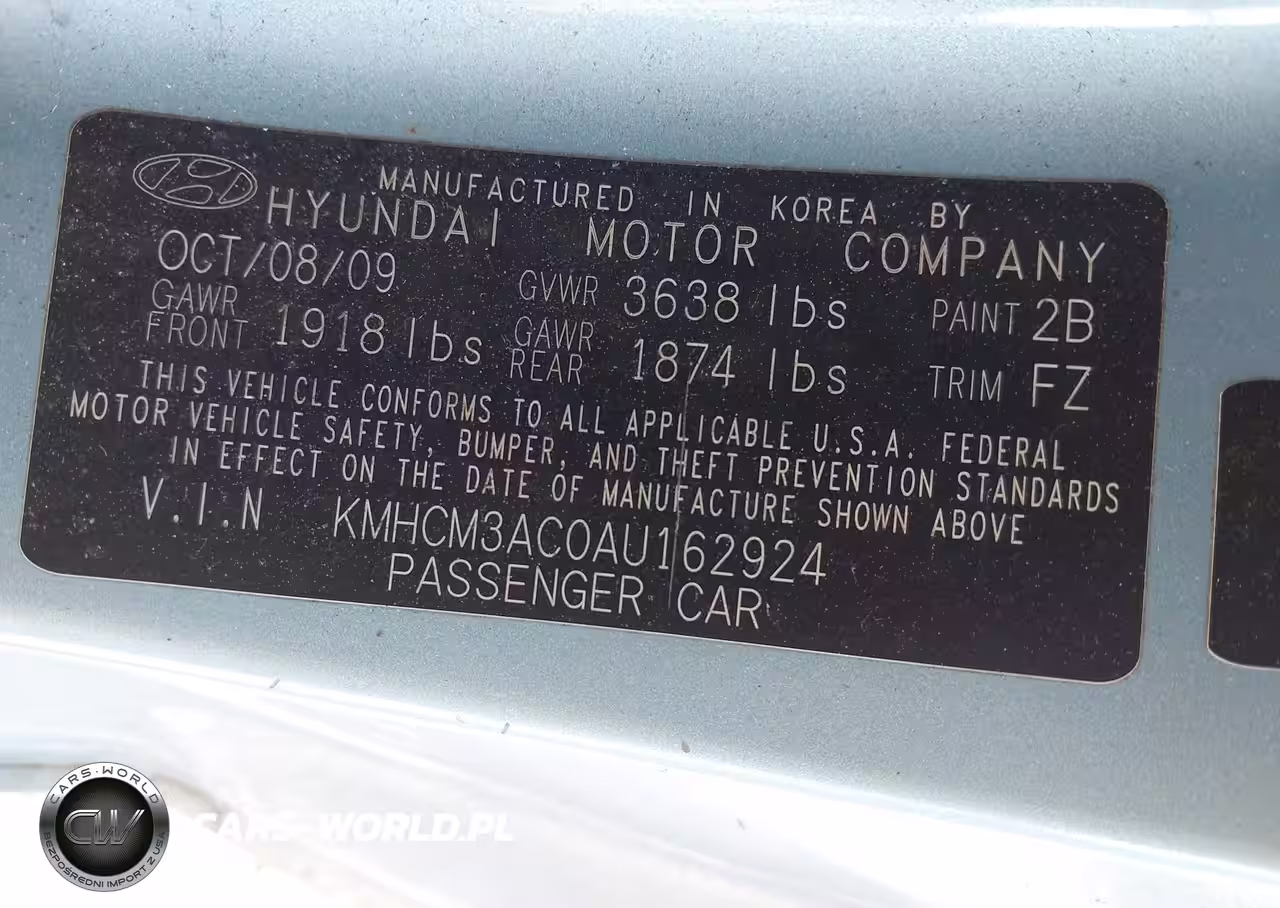 MANUFACTURED IN KOREA BY
HYUNDAI MOTOR COMPANY
OCT/08/09 GVWR 3638 lbs PAINT 2B
GAWR FRONT 1918 lbs GAWR REAR 1874 lbs TRIM FZ
THIS VEHICLE CONFORMS TO ALL APPLICABLE U.S.A. FEDERAL
MOTOR VEHICLE SAFETY, BUMPER, AND THEFT PREVENTION STANDARDS
IN EFFECT ON THE DATE OF MANUFACTURE SHOWN ABOVE
V.I.N KMHCM3AC0AU162924
PASSENGER CAR
CARS-WORLD
CW
BEZPOŚREDNI IMPORT Z USA
CARS-WORLD.PL